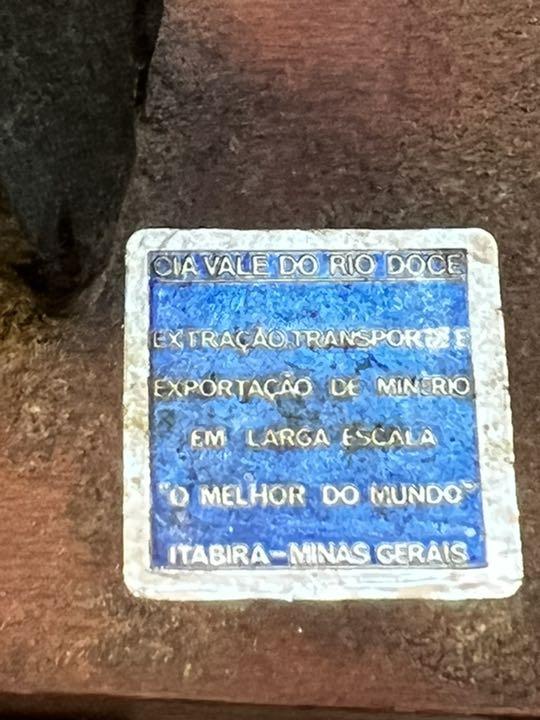 CIA VALE DO RIO DOCE
EXTRAÇÃO,TRANSPORTE E
EXPORTAÇÃO DE MINÉRIO
EM LARGA ESCALA
"O MELHOR DO MUNDO"
ITABIRA-MINAS GERAIS